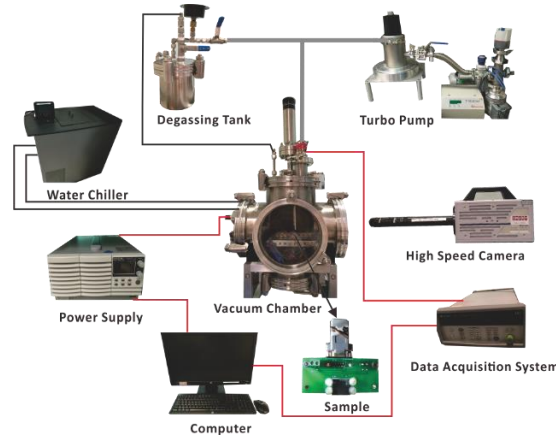 Degassing Tank
Turbo Pump
Water Chiller
High Speed Camera
Vacuum Chamber
Power Supply
Data Acquisition System
Sample
Computer